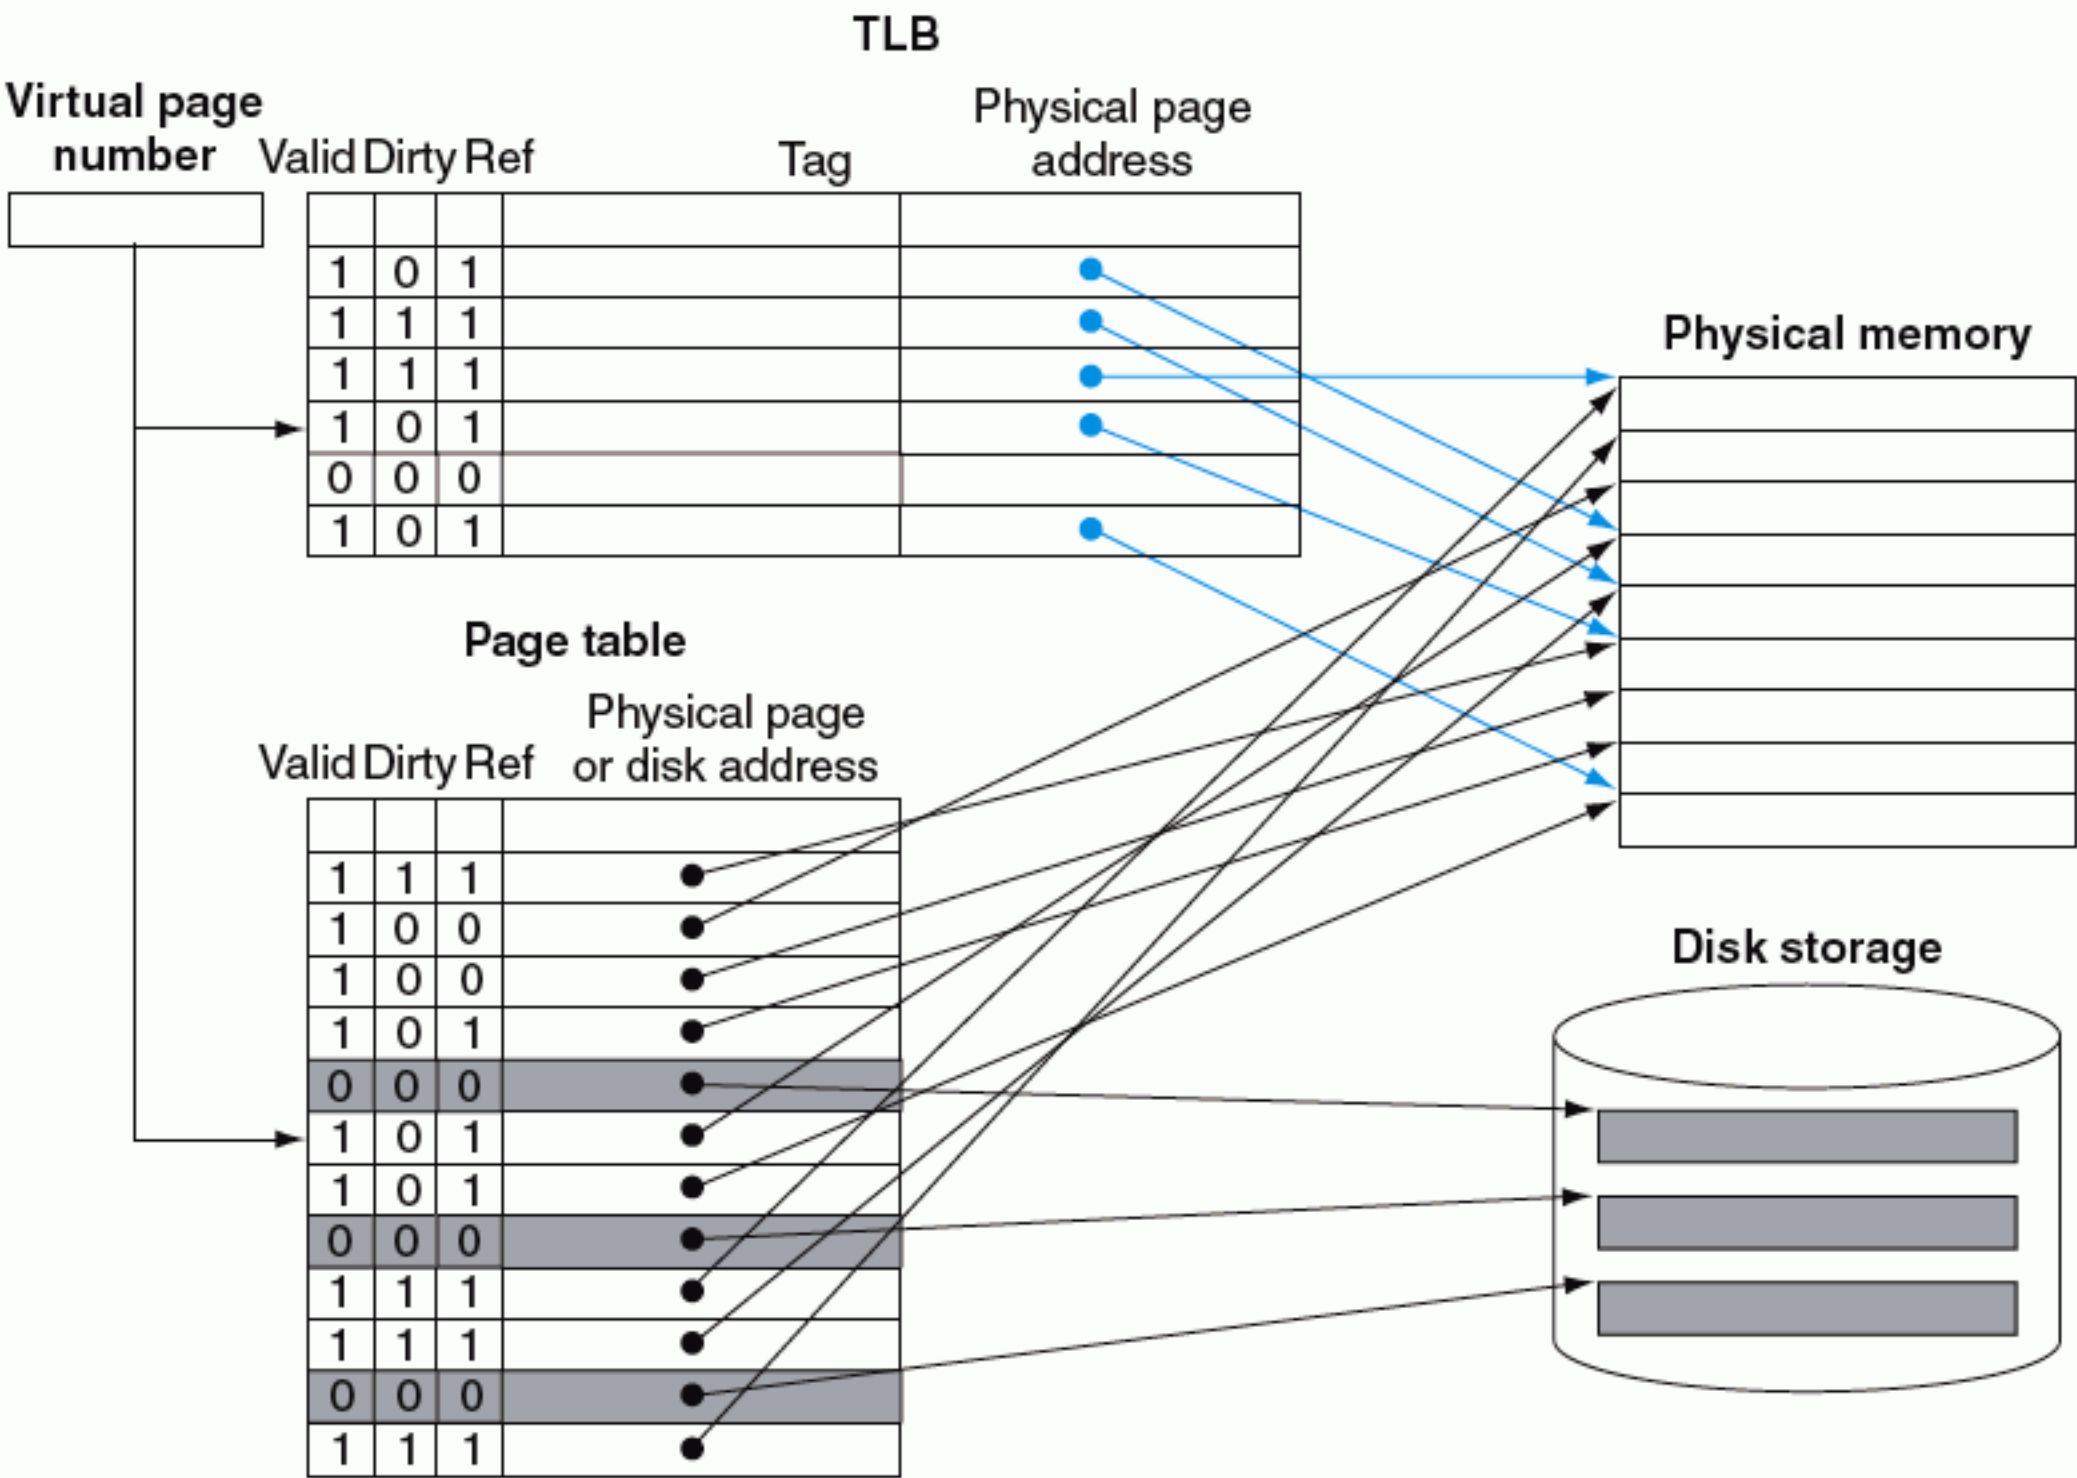 TLB
Virtual page
number
Valid Dirty Ref
Tag
Physical page
address
1 0 1
1 1 1
1 1 1
1 0 1
0 0 0
1 0 1
Physical memory
Page table
Valid Dirty Ref
Physical page
or disk address
1 1 1
1 0 0
1 0 0
1 0 1
0 0 0
1 0 1
1 0 1
0 0 0
1 1 1
1 1 1
0 0 0
1 1 1
Disk storage